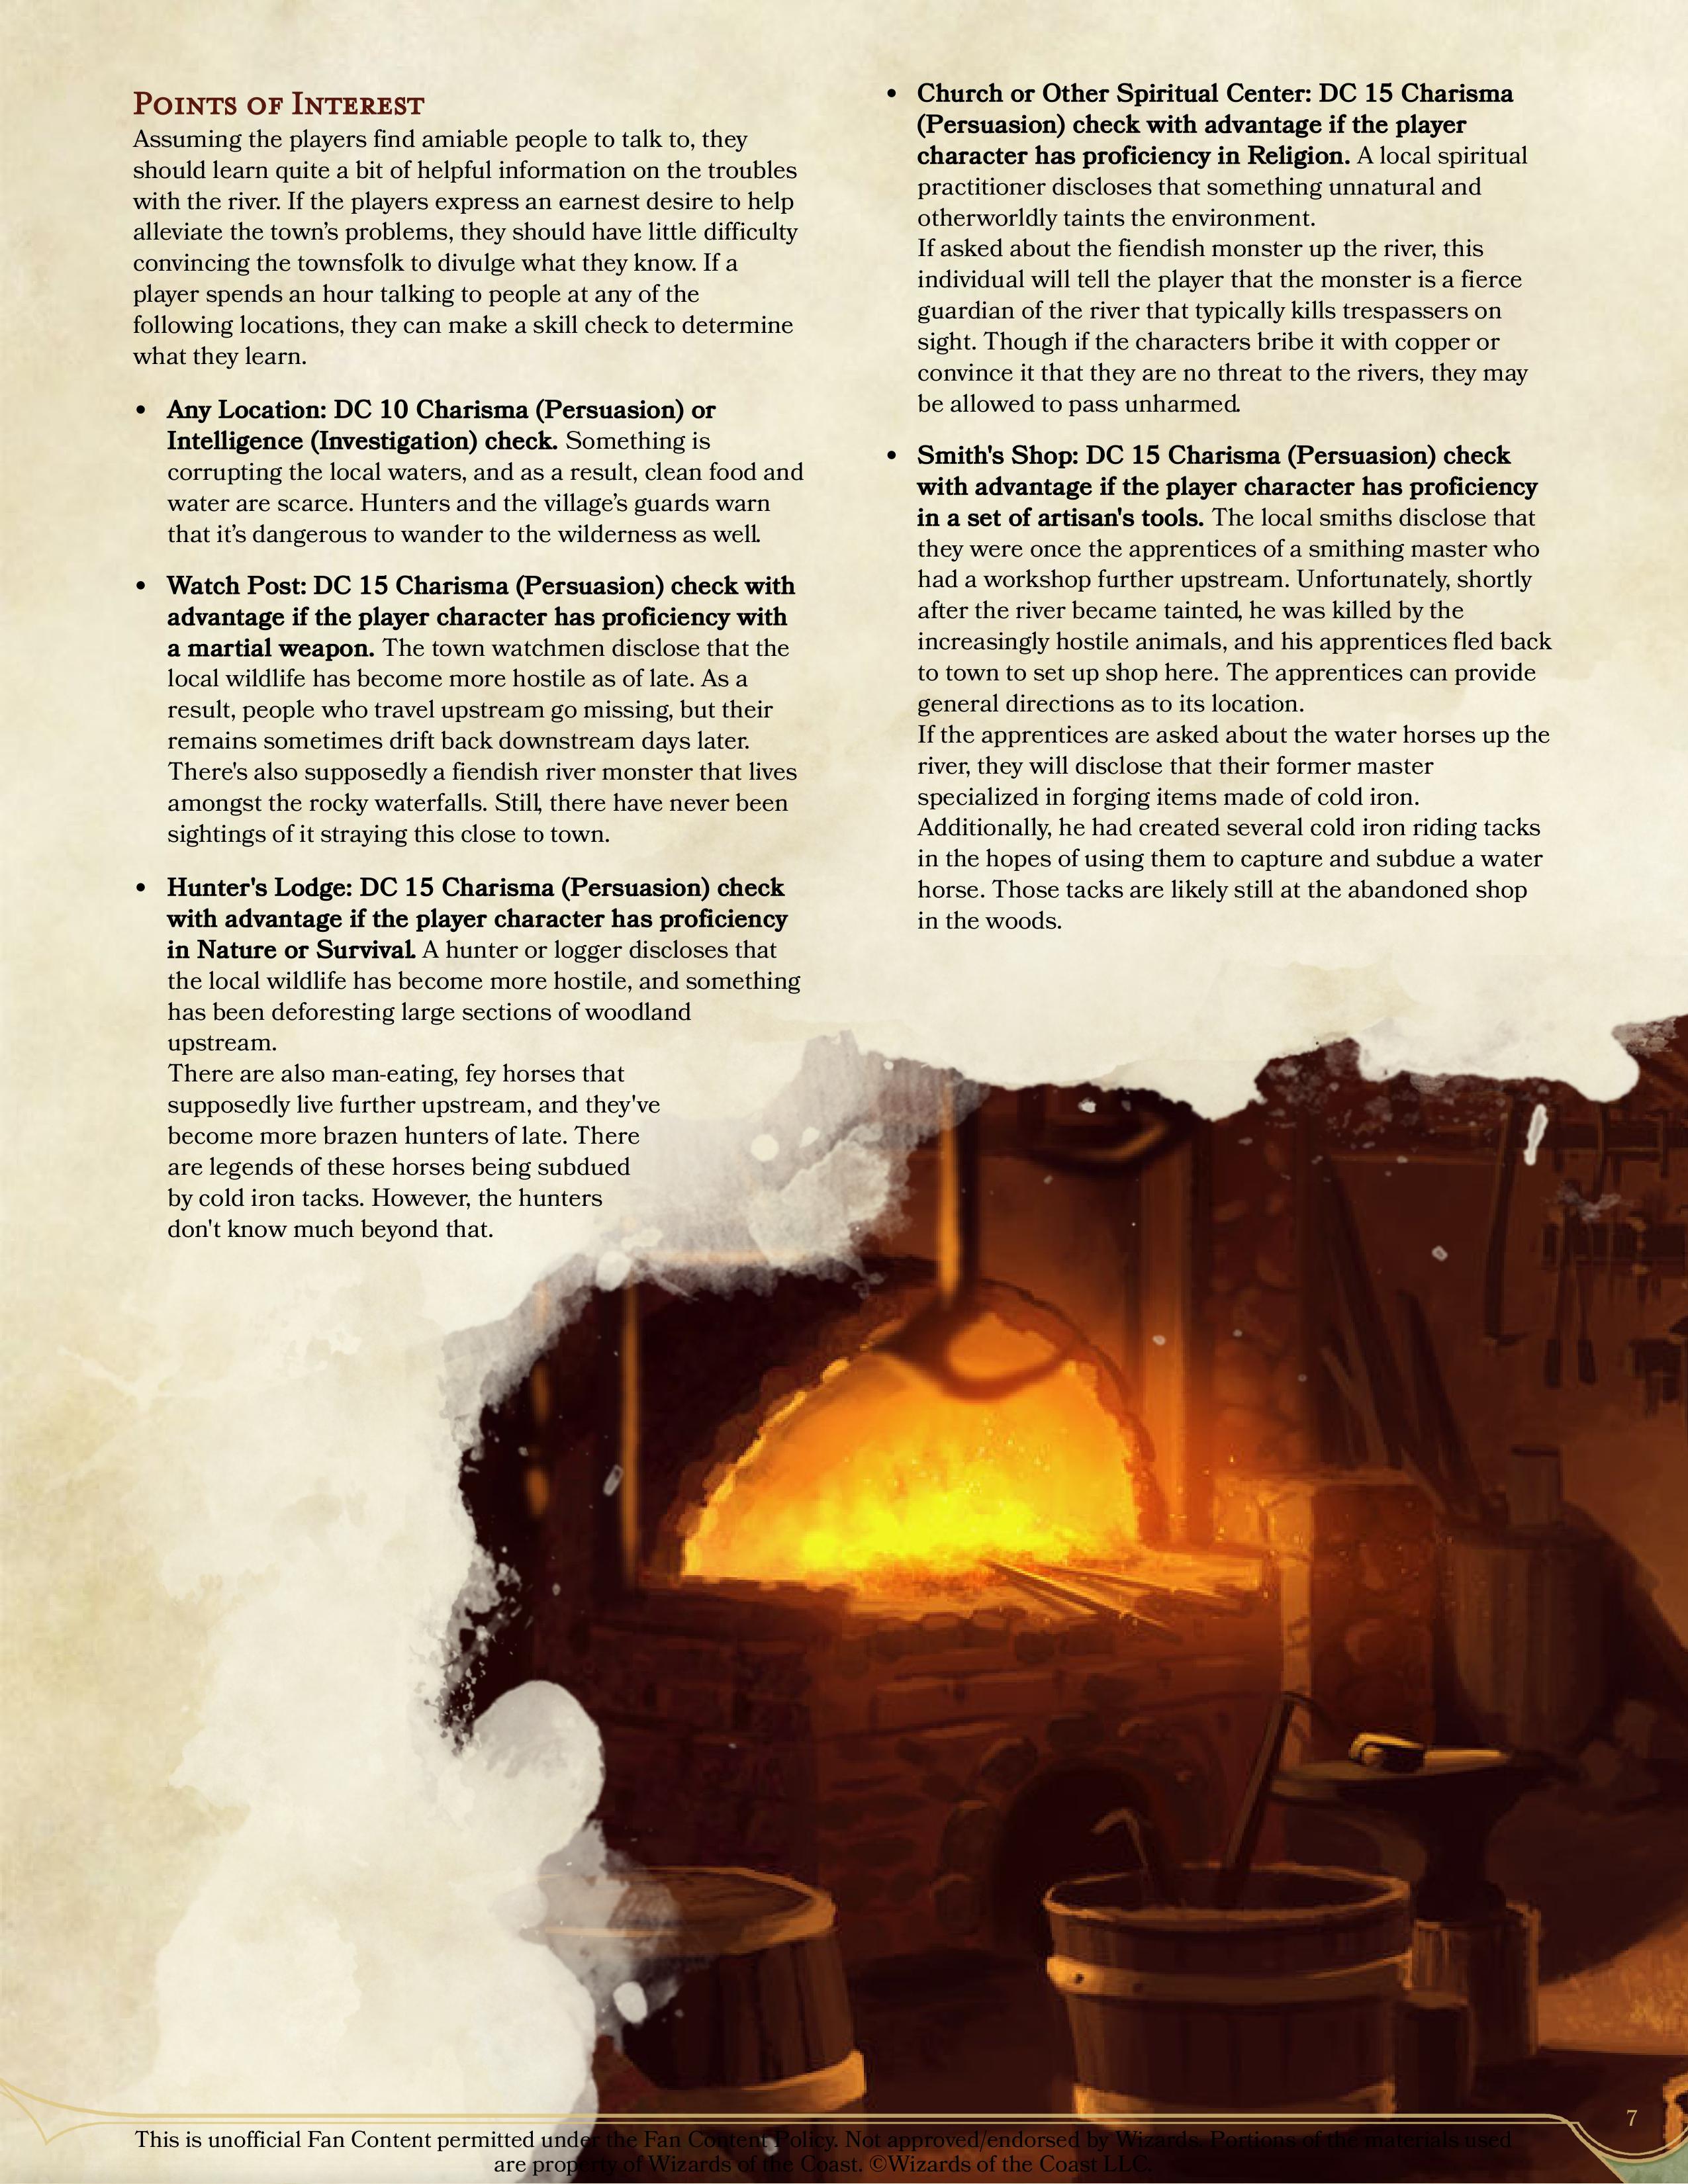 Points of Interest
Assuming the players find amiable people to talk to, they
should learn quite a bit of helpful information on the troubles
with the river. If the players express an earnest desire to help
alleviate the town’s problems, they should have little difficulty
convincing the townsfolk to divulge what they know. If a
player spends an hour talking to people at any of the
following locations, they can make a skill check to determine
what they learn.
• Any Location: DC 10 Charisma (Persuasion) or
Intelligence (Investigation) check. Something is
corrupting the local waters, and as a result, clean food and
water are scarce. Hunters and the village’s guards warn
that it’s dangerous to wander to the wilderness as well.
• Watch Post: DC 15 Charisma (Persuasion) check with
advantage if the player character has proficiency with
a martial weapon. The town watchmen disclose that the
local wildlife has become more hostile as of late. As a
result, people who travel upstream go missing, but their
remains sometimes drift back downstream days later.
There's also supposedly a fiendish river monster that lives
amongst the rocky waterfalls. Still, there have never been
sightings of it straying this close to town.
• Hunter's Lodge: DC 15 Charisma (Persuasion) check
with advantage if the player character has proficiency
in Nature or Survival. A hunter or logger discloses that
the local wildlife has become more hostile, and something
has been deforesting large sections of woodland
upstream.
There are also man-eating, fey horses that
supposedly live further upstream, and they've
become more brazen hunters of late. There
are legends of these horses being subdued
by cold iron tacks. However, the hunters
don't know much beyond that.
• Church or Other Spiritual Center: DC 15 Charisma
(Persuasion) check with advantage if the player
character has proficiency in Religion. A local spiritual
practitioner discloses that something unnatural and
otherworldly taints the environment.
If asked about the fiendish monster up the river, this
individual will tell the player that the monster is a fierce
guardian of the river that typically kills trespassers on
sight. Though if the characters bribe it with copper or
convince it that they are no threat to the rivers, they may
be allowed to pass unharmed.
• Smith's Shop: DC 15 Charisma (Persuasion) check
with advantage if the player character has proficiency
in a set of artisan's tools. The local smiths disclose that
they were once the apprentices of a smithing master who
had a workshop further upstream. Unfortunately, shortly
after the river became tainted, he was killed by the
increasingly hostile animals, and his apprentices fled back
to town to set up shop here. The apprentices can provide
general directions as to its location.
If the apprentices are asked about the water horses up the
river, they will disclose that their former master
specialized in forging items made of cold iron.
Additionally, he had created several cold iron riding tacks
in the hopes of using them to capture and subdue a water
horse. Those tacks are likely still at the abandoned shop
in the woods.
7
This is unofficial Fan Content permitted under the Fan Content Policy. Not approved/endorsed by Wizards. Portions of the materials used
are property of Wizards of the Coast. ©Wizards of the Coast LLC.